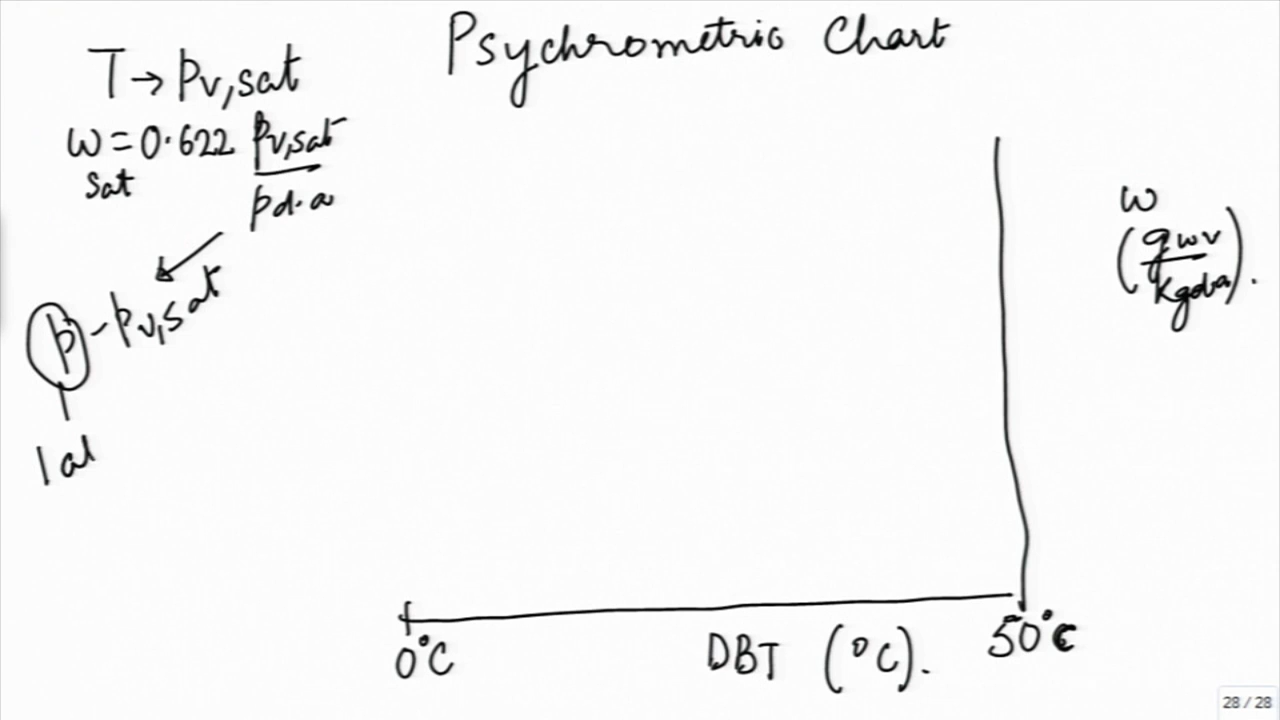 Psychrometric Chart
T → pv,sat
w = 0.622 pv,sat
sat
pd.a
p - pv,sat
1 at
w
(gwv
kgda).
0°C
DBT (°C).
50°C
28 / 28